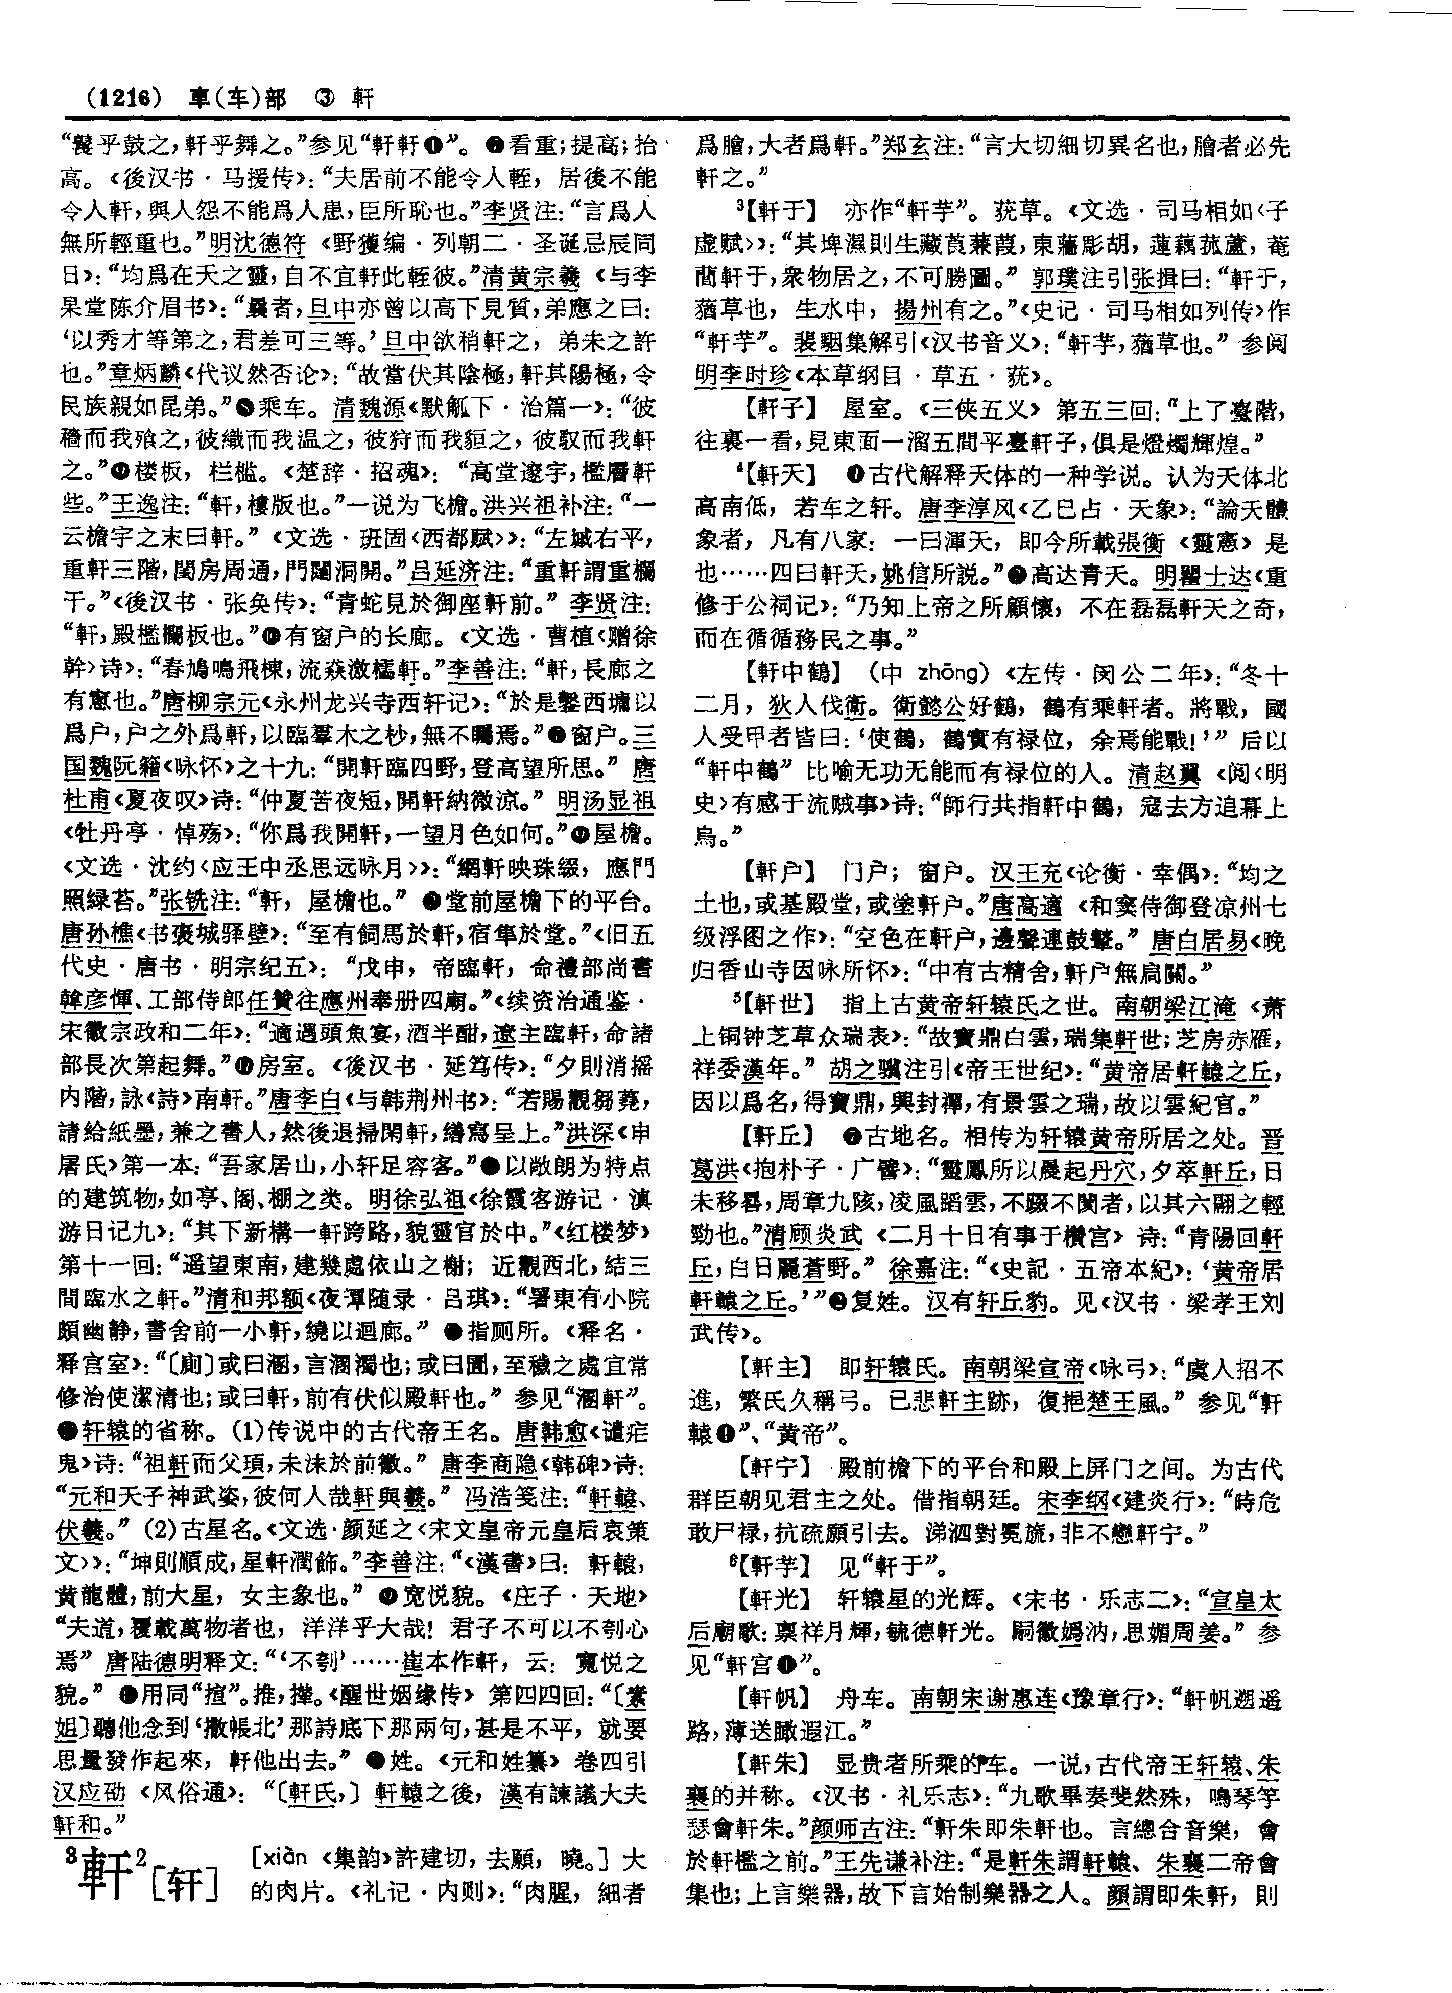 (1216) 車(车)部 ③ 軒
“鼚乎鼓之，軒乎舞之。”参见“軒軒❶”。❼看重；提高；抬
高。《後汉书·马援传》：“夫居前不能令人輊，居後不能
令人軒，與人怨不能爲人患，臣所恥也。”李贤注：“言爲人
無所輕重也。”明沈德符《野獲编·列朝二·圣诞忌辰同
日》：“均爲在天之靈，自不宜軒此輊彼。”清黄宗羲《与李
杲堂陈介眉书》：“曩者，旦中亦曾以高下見質，弟應之曰：
‘以秀才等第之，君差可三等。’旦中欲稍軒之，弟未之許
也。”章炳麟《代议然否论》：“故當伏其陰極，軒其陽極，令
民族親如昆弟。”❽乘车。清魏源《默觚下·治篇一》：“彼
穡而我飱之，彼織而我温之，彼狩而我貆之，彼馭而我軒
之。”❾楼板，栏槛。《楚辞·招魂》：“高堂邃宇，檻層軒
些。”王逸注：“軒，樓版也。”一说为飞檐。洪兴祖补注：“一
云檐宇之末曰軒。”《文选·班固〈西都赋〉》：“左墄右平，
重軒三階，閨房周通，門闥洞開。”吕延济注：“重軒謂重欄
干。”《後汉书·张奂传》：“青蛇見於御座軒前。”李贤注：
“軒，殿檻欄板也。”❿有窗户的长廊。《文选·曹植〈赠徐
幹〉诗》：“春鳩鳴飛棟，流猋激櫺軒。”李善注：“軒，長廊之
有窻也。”唐柳宗元《永州龙兴寺西轩记》：“於是鑿西墉以
爲户，户之外爲軒，以臨羣木之杪，無不矚焉。”⓫窗户。三
国魏阮籍《咏怀》之十九：“開軒臨四野，登高望所思。”唐
杜甫《夏夜叹》诗：“仲夏苦夜短，開軒納微涼。”明汤显祖
《牡丹亭·悼殇》：“你爲我開軒，一望月色如何。”⓬屋檐。
《文选·沈约〈应王中丞思远咏月〉》：“網軒映珠綴，應門
照緑苔。”张铣注：“軒，屋檐也。”⓭堂前屋檐下的平台。
唐孙樵《书褒城驿壁》：“至有飼馬於軒，宿隼於堂。”《旧五
代史·唐书·明宗纪五》：“戊申，帝臨軒，命禮部尚書
韓彦惲、工部侍郎任贊往應州奉册四廟。”《续资治通鉴·
宋徽宗政和二年》：“適遇頭魚宴，酒半酣，遼主臨軒，命諸
部長次第起舞。”⓮房室。《後汉书·延笃传》：“夕則消摇
内階，詠《詩》南軒。”唐李白《与韩荆州书》：“若賜觀芻蕘，
請給紙墨，兼之書人，然後退掃閑軒，繕寫呈上。”洪深《申
屠氏》第一本：“吾家居山，小轩足容客。”⓯以敞朗为特点
的建筑物，如亭、阁、棚之类。明徐弘祖《徐霞客游记·滇
游日记九》：“其下新構一軒跨路，貌靈官於中。”《红楼梦》
第十一回：“遥望東南，建幾處依山之榭；近觀西北，結三
間臨水之軒。”清和邦额《夜谭随录·吕琪》：“署東有小院
頗幽静，書舍前一小軒，繞以迴廊。”⓰指厕所。《释名·
释宫室》：“〔厠〕或曰溷，言溷濁也；或曰圊，至穢之處宜常
修治使潔清也；或曰軒，前有伏似殿軒也。”参见“溷軒”。
⓱轩辕的省称。(1)传说中的古代帝王名。唐韩愈《谴疟
鬼》诗：“祖軒而父頊，未沬於前徽。”唐李商隐《韩碑》诗：
“元和天子神武姿，彼何人哉軒與羲。”冯浩笺注：“軒轅、
伏羲。”(2)古星名。《文选·颜延之〈宋文皇帝元皇后哀策
文〉》：“坤則順成，星軒潤飾。”李善注：“《漢書》曰：軒轅，
黄龍體，前大星，女主象也。”⓲宽悦貌。《庄子·天地》
“夫道，覆載萬物者也，洋洋乎大哉！君子不可以不刳心
焉”唐陆德明释文：“‘不刳’……崔本作軒，云：寬悦之
貌。”⓳用同“揎”。推，搡。《醒世姻缘传》第四四回：“〔素
姐〕聽他念到‘撒帳北’那詩底下那兩句，甚是不平，就要
思量發作起來，軒他出去。”⓴姓。《元和姓纂》卷四引
汉应劭《风俗通》：“〔軒氏，〕軒轅之後，漢有諫議大夫
軒和。”
3軒2〔轩〕 [xiàn《集韵》許建切，去願，曉。]大
的肉片。《礼记·内则》：“肉腥，細者
爲膾，大者爲軒。”郑玄注：“言大切細切異名也，膾者必先
軒之。”
3【軒于】 亦作“軒芋”。莸草。《文选·司马相如〈子
虚赋〉》：“其埤濕則生藏莨蒹葭，東蘠彫胡，蓮藕菰蘆，菴
䕡軒于，衆物居之，不可勝圖。”郭璞注引张揖曰：“軒于，
蕕草也，生水中，揚州有之。”《史记·司马相如列传》作
“軒芋”。裴駰集解引《汉书音义》：“軒芋，蕕草也。”参阅
明李时珍《本草纲目·草五·莸》。
【軒子】 屋室。《三侠五义》第五三回：“上了臺階，
往裏一看，見東面一溜五間平臺軒子，俱是燈燭輝煌。”
4【軒天】 ❶古代解释天体的一种学说。认为天体北
高南低，若车之轩。唐李淳风《乙巳占·天象》：“論天體
象者，凡有八家：一曰渾天，即今所載張衡《靈憲》是
也……四曰軒天，姚信所説。”❷高达青天。明瞿士达《重
修于公祠记》：“乃知上帝之所顧懷，不在磊磊軒天之奇，
而在循循務民之事。”
【軒中鶴】 （中 zhōng）《左传·闵公二年》：“冬十
二月，狄人伐衛。衛懿公好鶴，鶴有乘軒者。將戰，國
人受甲者皆曰：‘使鶴，鶴實有禄位，余焉能戰！’”后以
“軒中鶴”比喻无功无能而有禄位的人。清赵翼《阅〈明
史〉有感于流贼事》诗：“師行共指軒中鶴，寇去方追幕上
烏。”
【軒户】 门户；窗户。汉王充《论衡·幸偶》：“均之
土也，或基殿堂，或塗軒户。”唐高適《和窦侍御登凉州七
级浮图之作》：“空色在軒户，邊聲連鼓鼙。”唐白居易《晚
归香山寺因咏所怀》：“中有古精舍，軒户無扃關。”
5【軒世】 指上古黄帝轩辕氏之世。南朝梁江淹《萧
上铜钟芝草众瑞表》：“故寶鼎白雲，瑞集軒世；芝房赤雁，
祥委漢年。”胡之骥注引《帝王世纪》：“黄帝居軒轅之丘，
因以爲名，得寶鼎，興封禪，有景雲之瑞，故以雲紀官。”
【軒丘】 ❶古地名。相传为轩辕黄帝所居之处。晋
葛洪《抱朴子·广譬》：“靈鳳所以晨起丹穴，夕萃軒丘，日
未移晷，周章九陔，凌風蹈雲，不躓不閡者，以其六翮之輕
勁也。”清顾炎武《二月十日有事于欑宫》诗：“青陽回軒
丘，白日麗蒼野。”徐嘉注：“《史記·五帝本紀》：‘黄帝居
軒轅之丘。’”❷复姓。汉有轩丘豹。见《汉书·梁孝王刘
武传》。
【軒主】 即轩辕氏。南朝梁宣帝《咏弓》：“虞人招不
進，繁氏久稱弓。已悲軒主跡，復挹楚王風。”参见“軒
轅❶”、“黄帝”。
【軒宁】 殿前檐下的平台和殿上屏门之间。为古代
群臣朝见君主之处。借指朝廷。宋李纲《建炎行》：“時危
敢尸禄，抗疏願引去。涕泗對冕旒，非不戀軒宁。”
6【軒芋】 见“軒于”。
【軒光】 轩辕星的光辉。《宋书·乐志二》：“宣皇太
后廟歌：禀祥月輝，毓德軒光。嗣徽嬀汭，思媚周姜。”参
见“軒宫❶”。
【軒帆】 舟车。南朝宋谢惠连《豫章行》：“軒帆遡遥
路，薄送瞰遐江。”
【軒朱】 显贵者所乘的车。一说，古代帝王轩辕、朱
襄的并称。《汉书·礼乐志》：“九歌畢奏斐然殊，鳴琴竽
瑟會軒朱。”颜师古注：“軒朱即朱軒也。言總合音樂，會
於軒檻之前。”王先谦补注：“是軒朱謂軒轅、朱襄二帝會
集也；上言樂器，故下言始制樂器之人。顔謂即朱軒，則